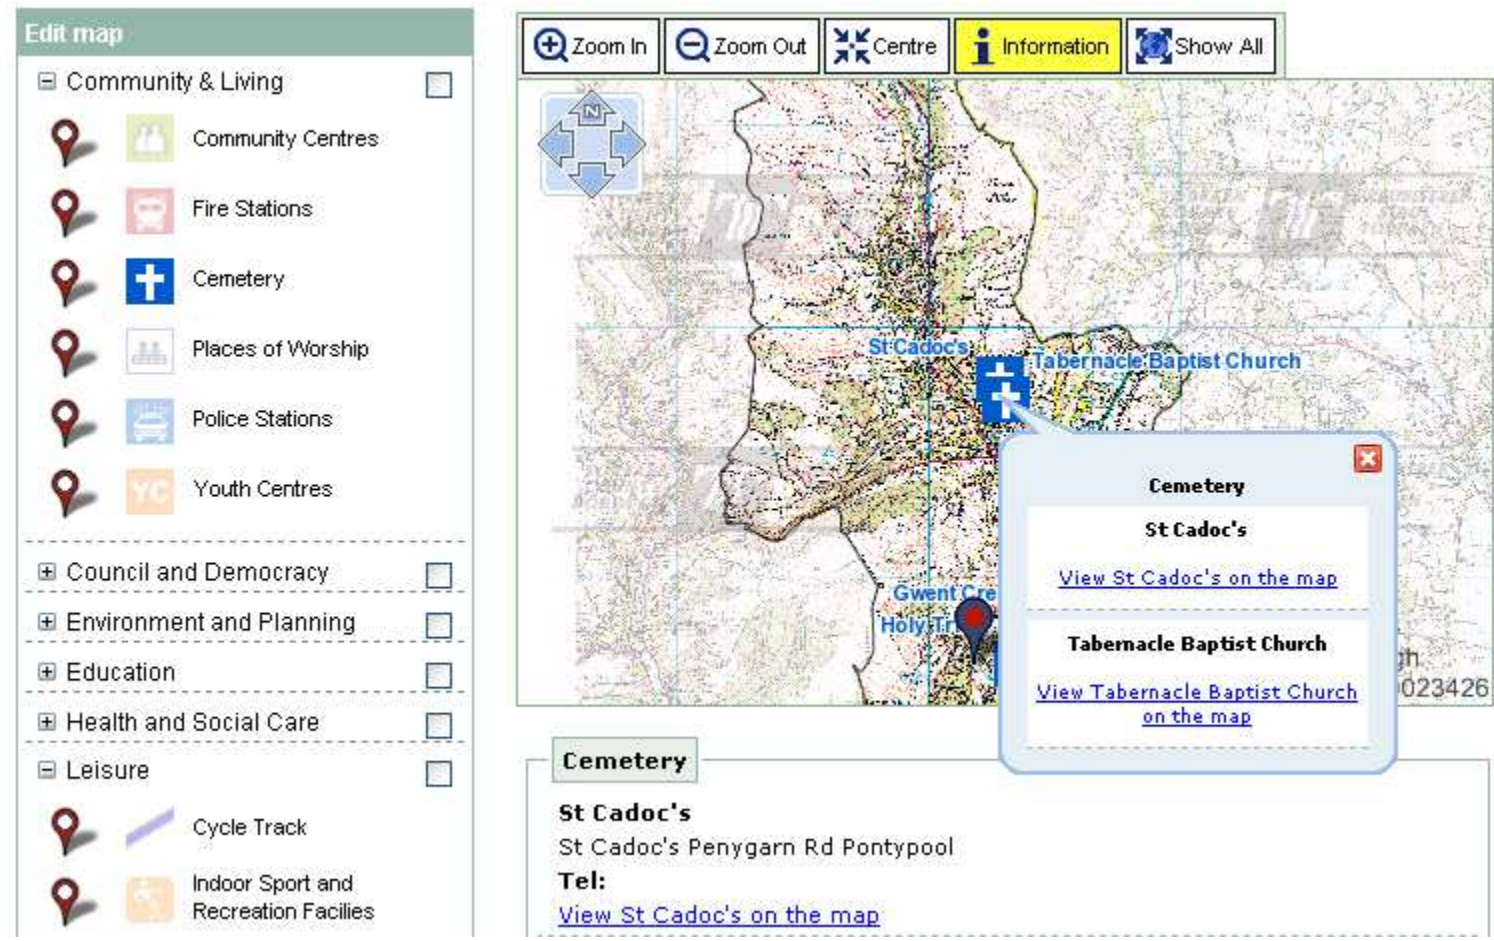 Edit map
Community & Living
Community Centres
Fire Stations
Cemetery
Places of Worship
Police Stations
YC
Youth Centres
Council and Democracy
Environment and Planning
Education
Health and Social Care
Leisure
Cycle Track
Indoor Sport and
Recreation Facilies
Zoom In
Zoom Out
Centre
Information
Show All
N
St Cadoc's
Tabernacle Baptist Church
Gwent Cre
Holy Tr
Cemetery
St Cadoc's
View St Cadoc's on the map
Tabernacle Baptist Church
View Tabernacle Baptist Church
on the map
gh
023426
Cemetery
St Cadoc's
St Cadoc's Penygarn Rd Pontypool
Tel:
View St Cadoc's on the map